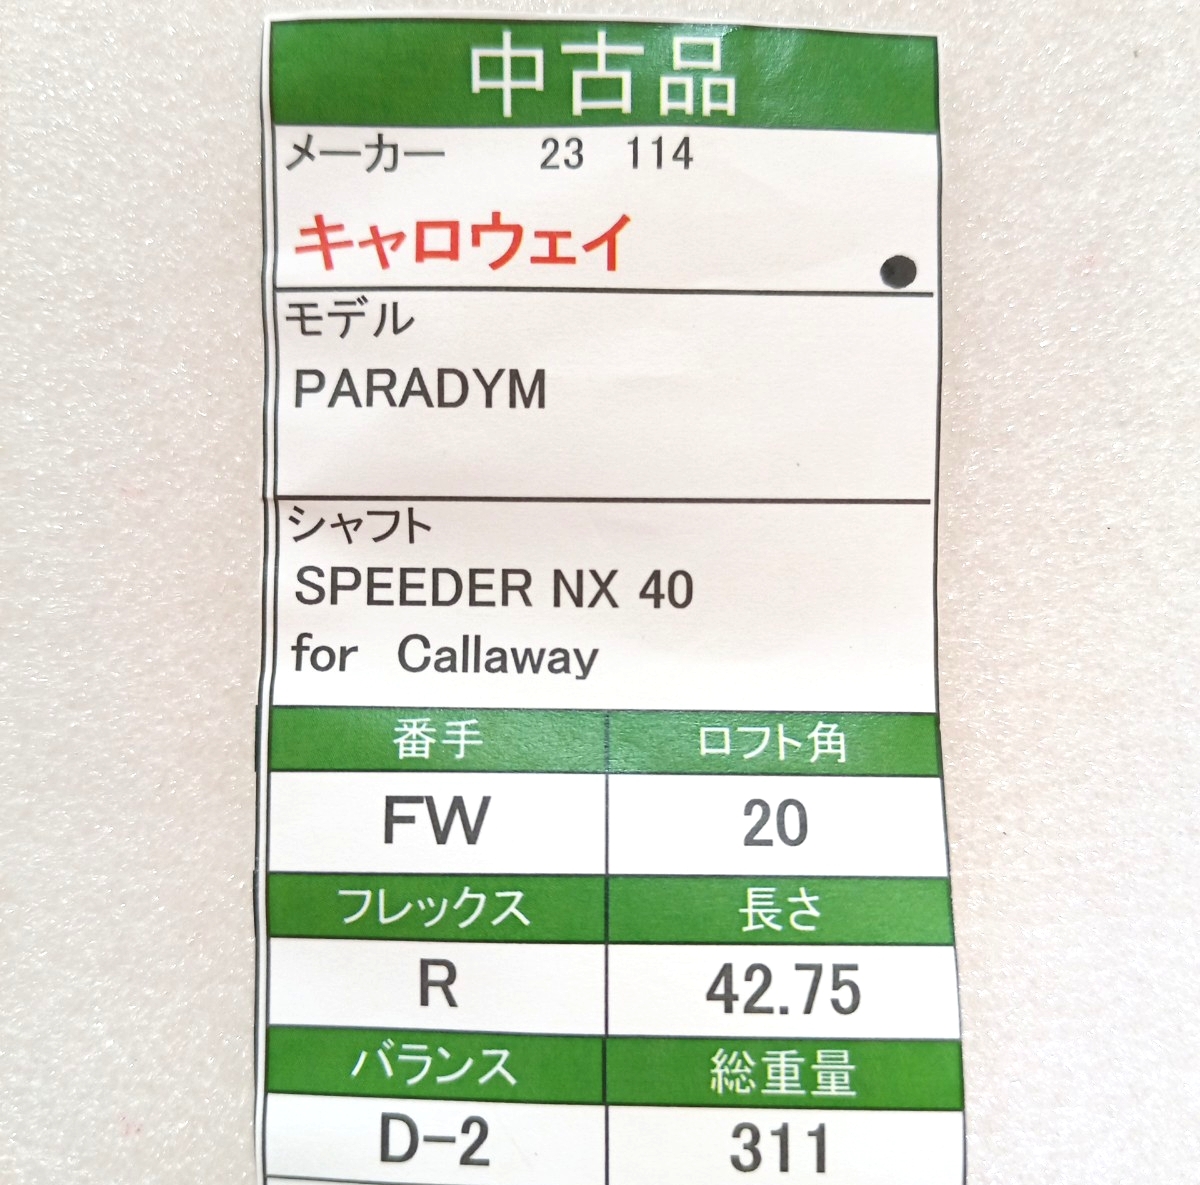 中古品
メーカー 23 114
キャロウェイ
モデル
PARADYM
シャフト
SPEEDER NX 40
for Callaway
番手 ロフト角
FW 20
フレックス 長さ
R 42.75
バランス 総重量
D-2 311